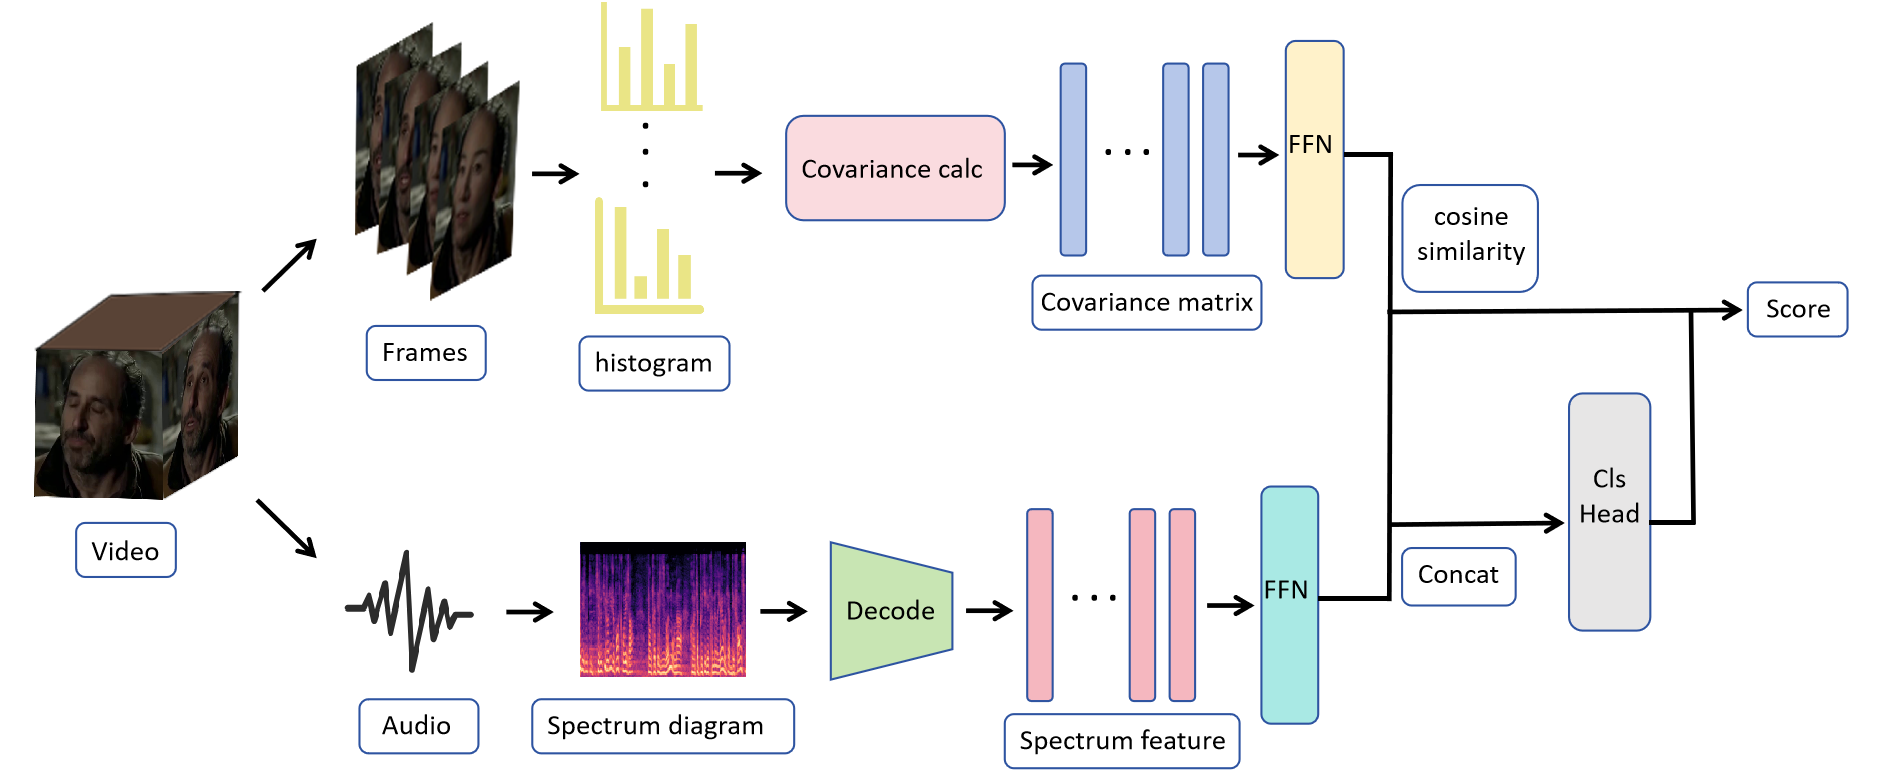 Frames
histogram
Covariance calc
Covariance matrix
FFN
cosine
similarity
Score
Video
Audio
Spectrum diagram
Decode
Spectrum feature
FFN
Concat
Cls
Head